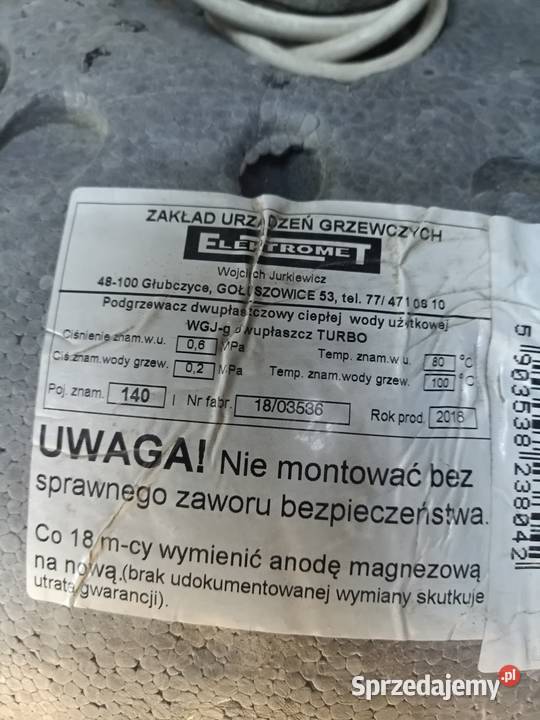 ZAKŁAD URZĄDZEŃ GRZEWCZYCH
ELEKTROMET
Wojciech Jurkiewicz
48-100 Głubczyce, GOŁUSZOWICE 53, tel. 77/ 471 08 10
Podgrzewacz dwupłaszczowy ciepłej wody użytkowej
WGJ-g dwupłaszcz TURBO
Ciśnienie znam.w.u. 0,6 MPa Temp. znam.w u. 80 °C
Ciś.znam.wody grzew. 0,2 MPa Temp. znam.wody grzew. 100 °C
Poj. znam. 140 l Nr fabr. 18/03536 Rok prod. 2016
UWAGA! Nie montować bez
sprawnego zaworu bezpieczeństwa.
Co 18 m-cy wymienić anodę magnezową
na nową.(brak udokumentowanej wymiany skutkuje
utratą gwarancji).
5 903538 238042
Sprzedajemy.pl